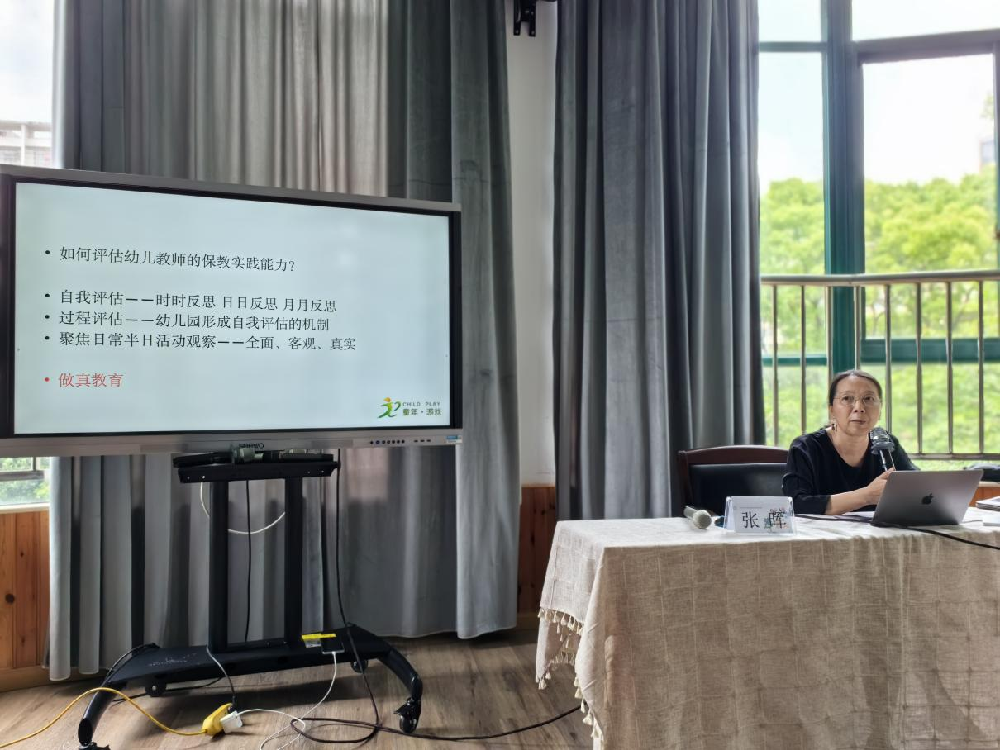 • 如何评估幼儿教师的保教实践能力?
• 自我评估——时时反思 日日反思 月月反思
• 过程评估——幼儿园形成自我评估的机制
• 聚焦日常半日活动观察——全面、客观、真实
• 做真教育
CHILD PLAY
童年·游戏
张 晖